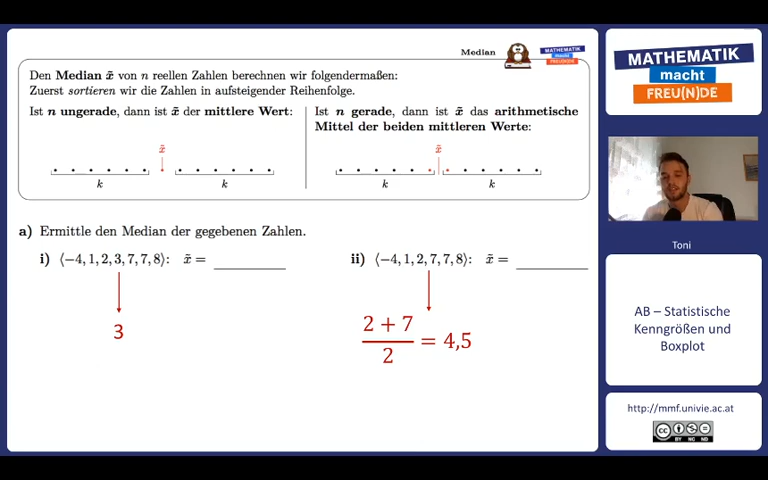 Median
MATHEMATIK
macht
FREU(N)DE
Den Median x̃ von n reellen Zahlen berechnen wir folgendermaßen:
Zuerst sortieren wir die Zahlen in aufsteigender Reihenfolge.
Ist n ungerade, dann ist x̃ der mittlere Wert:
x̃
k
k
Ist n gerade, dann ist x̃ das arithmetische
Mittel der beiden mittleren Werte:
x̃
k
k
a) Ermittle den Median der gegebenen Zahlen.
i) ⟨−4, 1, 2, 3, 7, 7, 8⟩: x̃ =
3
ii) ⟨−4, 1, 2, 7, 7, 8⟩: x̃ =
2 + 7
2
= 4,5
MATHEMATIK
macht
FREU(N)DE
Toni
AB – Statistische
Kenngrößen und
Boxplot
http://mmf.univie.ac.at
cc
BY NC ND